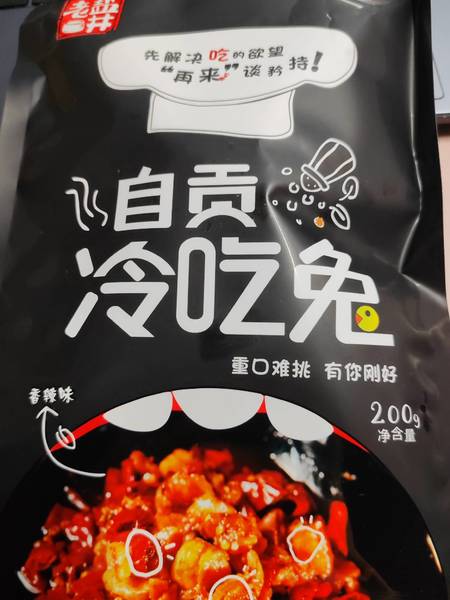 老盐井
先解决吃的欲望
“再来”谈矜持！
自贡
冷吃兔
重口难挑 有你刚好
香辣味
200g
净含量